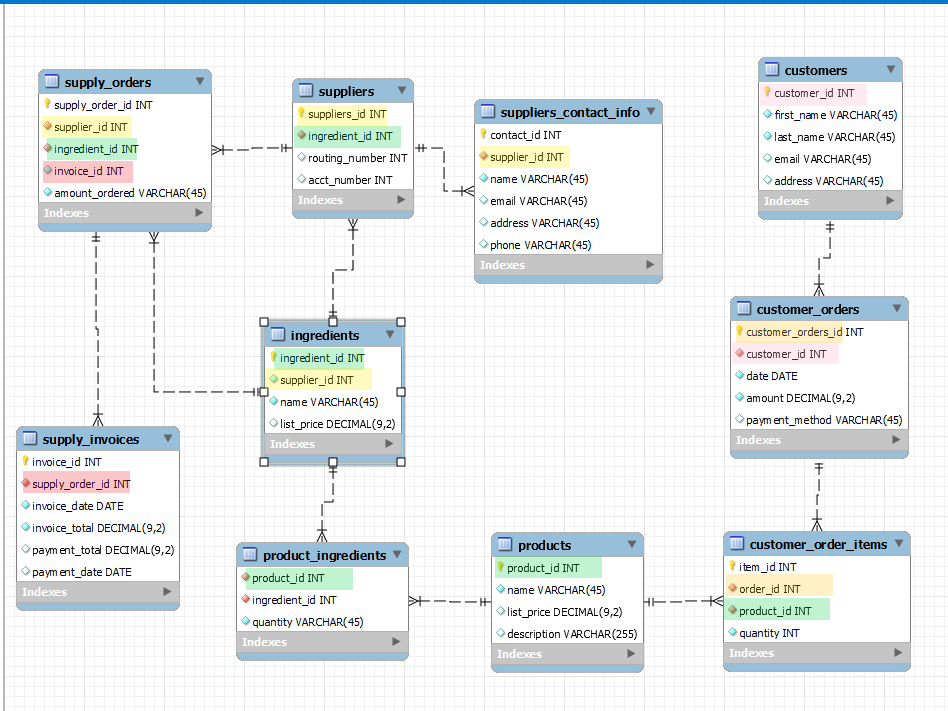 supply_orders
supply_order_id INT
supplier_id INT
ingredient_id INT
invoice_id INT
amount_ordered VARCHAR(45)
Indexes
suppliers
suppliers_id INT
ingredient_id INT
routing_number INT
acct_number INT
Indexes
suppliers_contact_info
contact_id INT
supplier_id INT
name VARCHAR(45)
email VARCHAR(45)
address VARCHAR(45)
phone VARCHAR(45)
Indexes
customers
customer_id INT
first_name VARCHAR(45)
last_name VARCHAR(45)
email VARCHAR(45)
address VARCHAR(45)
Indexes
ingredients
ingredient_id INT
supplier_id INT
name VARCHAR(45)
list_price DECIMAL(9,2)
Indexes
customer_orders
customer_orders_id INT
customer_id INT
date DATE
amount DECIMAL(9,2)
payment_method VARCHAR(45)
Indexes
supply_invoices
invoice_id INT
supply_order_id INT
invoice_date DATE
invoice_total DECIMAL(9,2)
payment_total DECIMAL(9,2)
payment_date DATE
Indexes
product_ingredients
product_id INT
ingredient_id INT
quantity VARCHAR(45)
Indexes
products
product_id INT
name VARCHAR(45)
list_price DECIMAL(9,2)
description VARCHAR(255)
Indexes
customer_order_items
item_id INT
order_id INT
product_id INT
quantity INT
Indexes